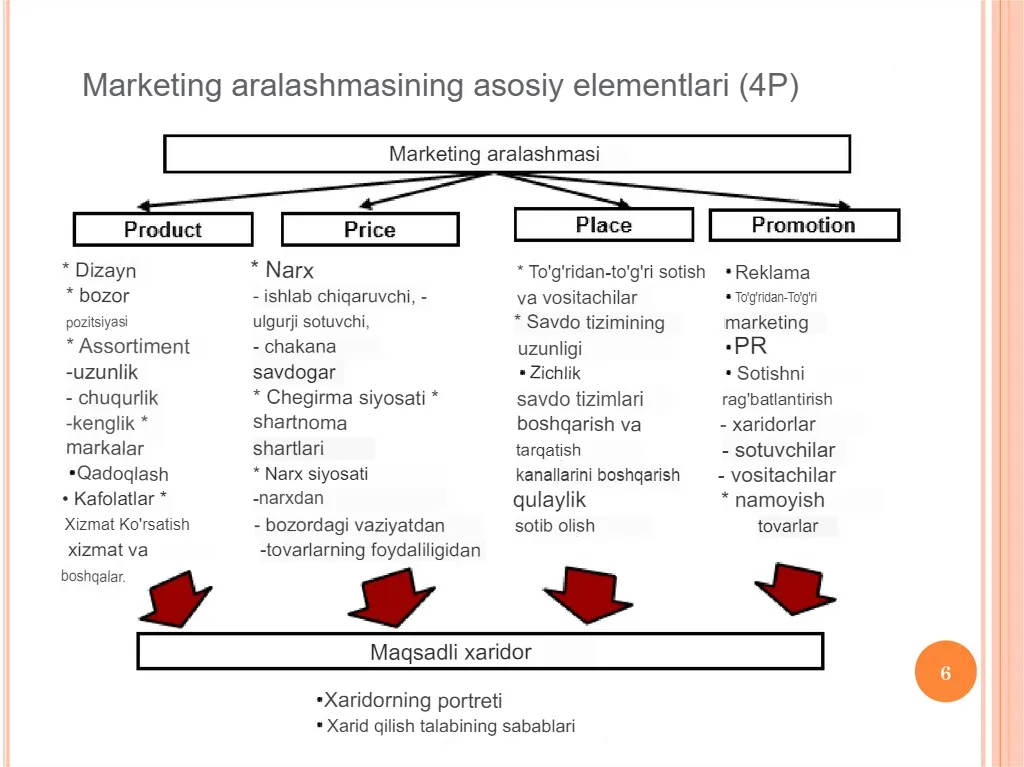 Marketing aralashmasining asosiy elementlari (4P)
Marketing aralashmasi
Product
Price
Place
Promotion
* Dizayn
* bozor
pozitsiyasi
* Assortiment
-uzunlik
- chuqurlik
-kenglik *
markalar
▪Qadoqlash
• Kafolatlar *
Xizmat Ko'rsatish
xizmat va
boshqalar.
* Narx
- ishlab chiqaruvchi, -
ulgurji sotuvchi,
- chakana
savdogar
* Chegirma siyosati *
shartnoma
shartlari
* Narx siyosati
-narxdan
- bozordagi vaziyatdan
-tovarlarning foydaliligidan
* To'g'ridan-to'g'ri sotish
va vositachilar
* Savdo tizimining
uzunligi
▪ Zichlik
savdo tizimlari
boshqarish va
tarqatish
kanallarini boshqarish
qulaylik
sotib olish
▪ Reklama
▪ To'g'ridan-To'g'ri
marketing
▪PR
▪ Sotishni
rag'batlantirish
- xaridorlar
- sotuvchilar
- vositachilar
* namoyish
tovarlar
Maqsadli xaridor
▪Xaridorning portreti
▪ Xarid qilish talabining sabablari
6